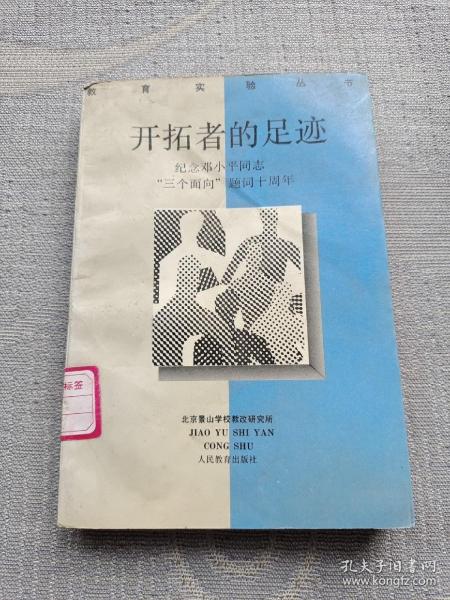 教育实验丛书
开拓者的足迹
纪念邓小平同志
“三个面向”题词十周年
标签
北京景山学校教改研究所
JIAO YU SHI YAN
CONG SHU
人民教育出版社
孔夫子旧书网
www.kongfz.com